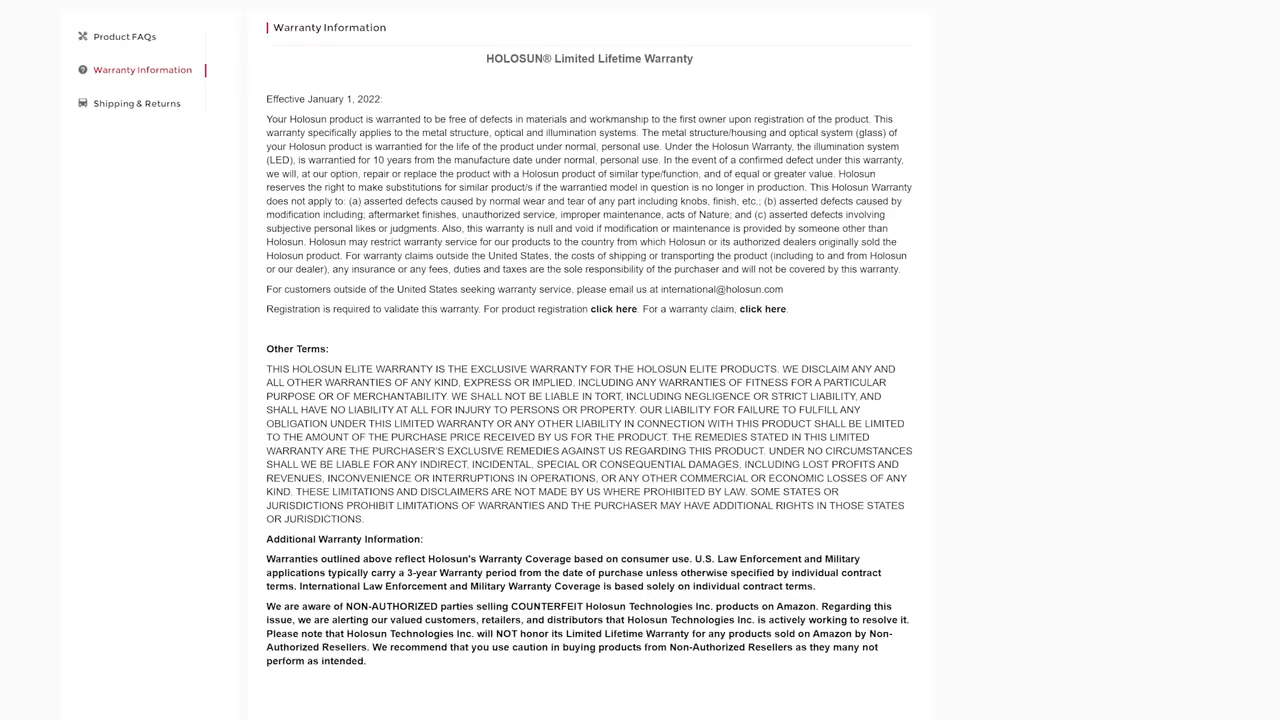 Product FAQs
Warranty Information
Shipping & Returns
Warranty Information
HOLOSUN® Limited Lifetime Warranty
Effective January 1, 2022:
Your Holosun product is warranted to be free of defects in materials and workmanship to the first owner upon registration of the product. This
warranty specifically applies to the metal structure, optical and illumination systems. The metal structure/housing and optical system (glass) of
your Holosun product is warrantied for the life of the product under normal, personal use. Under the Holosun Warranty, the illumination system
(LED), is warrantied for 10 years from the manufacture date under normal, personal use. In the event of a confirmed defect under this warranty,
we will, at our option, repair or replace the product with a Holosun product of similar type/function, and of equal or greater value. Holosun
reserves the right to make substitutions for similar product/s if the warrantied model in question is no longer in production. This Holosun Warranty
does not apply to: (a) asserted defects caused by normal wear and tear of any part including knobs, finish, etc.; (b) asserted defects caused by
modification including; aftermarket finishes, unauthorized service, improper maintenance, acts of Nature; and (c) asserted defects involving
subjective personal likes or judgments. Also, this warranty is null and void if modification or maintenance is provided by someone other than
Holosun. Holosun may restrict warranty service for our products to the country from which Holosun or its authorized dealers originally sold the
Holosun product. For warranty claims outside the United States, the costs of shipping or transporting the product (including to and from Holosun
or our dealer), any insurance or any fees, duties and taxes are the sole responsibility of the purchaser and will not be covered by this warranty.
For customers outside of the United States seeking warranty service, please email us at international@holosun.com
Registration is required to validate this warranty. For product registration click here. For a warranty claim, click here.
Other Terms:
THIS HOLOSUN ELITE WARRANTY IS THE EXCLUSIVE WARRANTY FOR THE HOLOSUN ELITE PRODUCTS. WE DISCLAIM ANY AND
ALL OTHER WARRANTIES OF ANY KIND, EXPRESS OR IMPLIED, INCLUDING ANY WARRANTIES OF FITNESS FOR A PARTICULAR
PURPOSE OR OF MERCHANTABILITY. WE SHALL NOT BE LIABLE IN TORT, INCLUDING NEGLIGENCE OR STRICT LIABILITY, AND
SHALL HAVE NO LIABILITY AT ALL FOR INJURY TO PERSONS OR PROPERTY. OUR LIABILITY FOR FAILURE TO FULFILL ANY
OBLIGATION UNDER THIS LIMITED WARRANTY OR ANY OTHER LIABILITY IN CONNECTION WITH THIS PRODUCT SHALL BE LIMITED
TO THE AMOUNT OF THE PURCHASE PRICE RECEIVED BY US FOR THE PRODUCT. THE REMEDIES STATED IN THIS LIMITED
WARRANTY ARE THE PURCHASER'S EXCLUSIVE REMEDIES AGAINST US REGARDING THIS PRODUCT. UNDER NO CIRCUMSTANCES
SHALL WE BE LIABLE FOR ANY INDIRECT, INCIDENTAL, SPECIAL OR CONSEQUENTIAL DAMAGES, INCLUDING LOST PROFITS AND
REVENUES, INCONVENIENCE OR INTERRUPTIONS IN OPERATIONS, OR ANY OTHER COMMERCIAL OR ECONOMIC LOSSES OF ANY
KIND. THESE LIMITATIONS AND DISCLAIMERS ARE NOT MADE BY US WHERE PROHIBITED BY LAW. SOME STATES OR
JURISDICTIONS PROHIBIT LIMITATIONS OF WARRANTIES AND THE PURCHASER MAY HAVE ADDITIONAL RIGHTS IN THOSE STATES
OR JURISDICTIONS.
Additional Warranty Information:
Warranties outlined above reflect Holosun's Warranty Coverage based on consumer use. U.S. Law Enforcement and Military
applications typically carry a 3-year Warranty period from the date of purchase unless otherwise specified by individual contract
terms. International Law Enforcement and Military Warranty Coverage is based solely on individual contract terms.
We are aware of NON-AUTHORIZED parties selling COUNTERFEIT Holosun Technologies Inc. products on Amazon. Regarding this
issue, we are alerting our valued customers, retailers, and distributors that Holosun Technologies Inc. is actively working to resolve it.
Please note that Holosun Technologies Inc. will NOT honor its Limited Lifetime Warranty for any products sold on Amazon by Non-
Authorized Resellers. We recommend that you use caution in buying products from Non-Authorized Resellers as they many not
perform as intended.